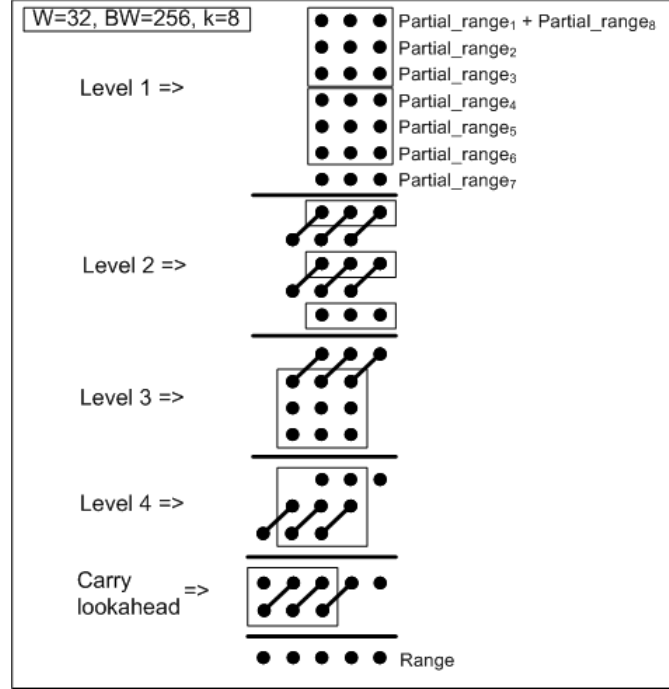 W=32, BW=256, k=8
Partial_range₁ + Partial_range₈
Partial_range₂
Partial_range₃
Level 1 =>
Partial_range₄
Partial_range₅
Partial_range₆
Partial_range₇
Level 2 =>
Level 3 =>
Level 4 =>
Carry
lookahead =>
Range